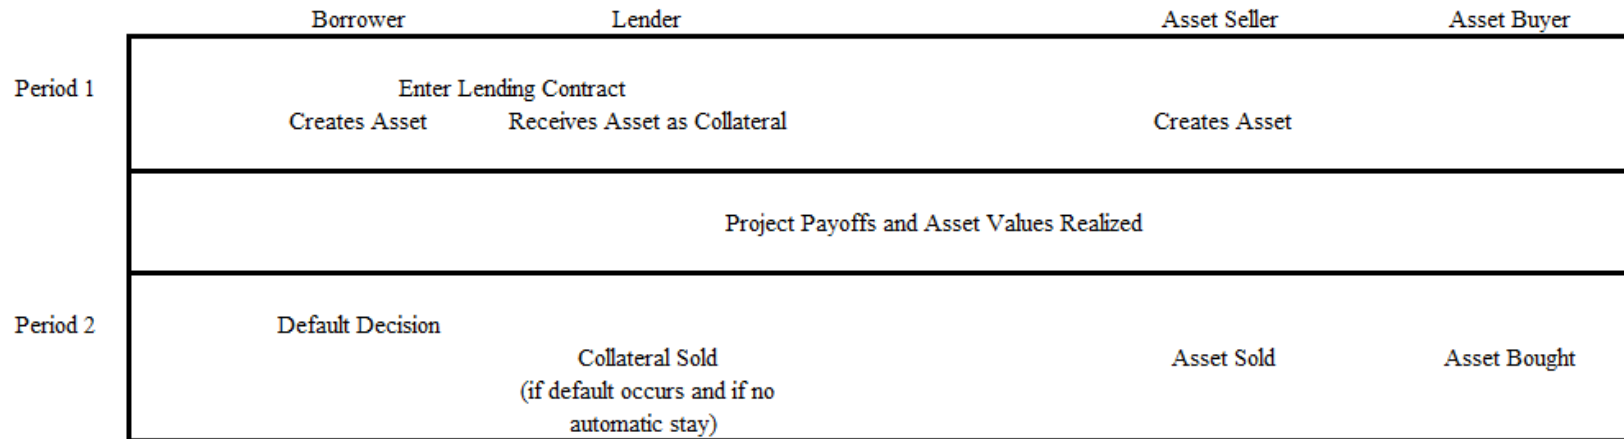 Borrower Lender Asset Seller Asset Buyer
Period 1 Enter Lending Contract
Creates Asset Receives Asset as Collateral Creates Asset
Project Payoffs and Asset Values Realized
Period 2 Default Decision
Collateral Sold Asset Sold Asset Bought
(if default occurs and if no
automatic stay)